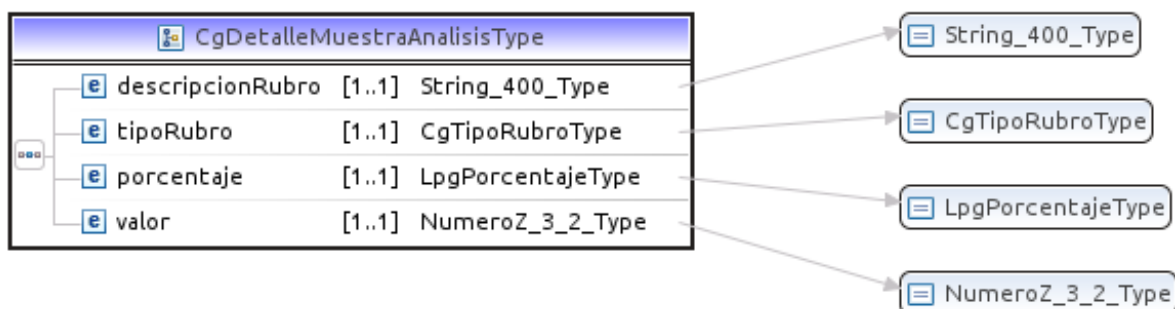 CgDetalleMuestraAnalisisType
descripcionRubro [1..1] String_400_Type
tipoRubro [1..1] CgTipoRubroType
porcentaje [1..1] LpgPorcentajeType
valor [1..1] NumeroZ_3_2_Type
String_400_Type
CgTipoRubroType
LpgPorcentajeType
NumeroZ_3_2_Type